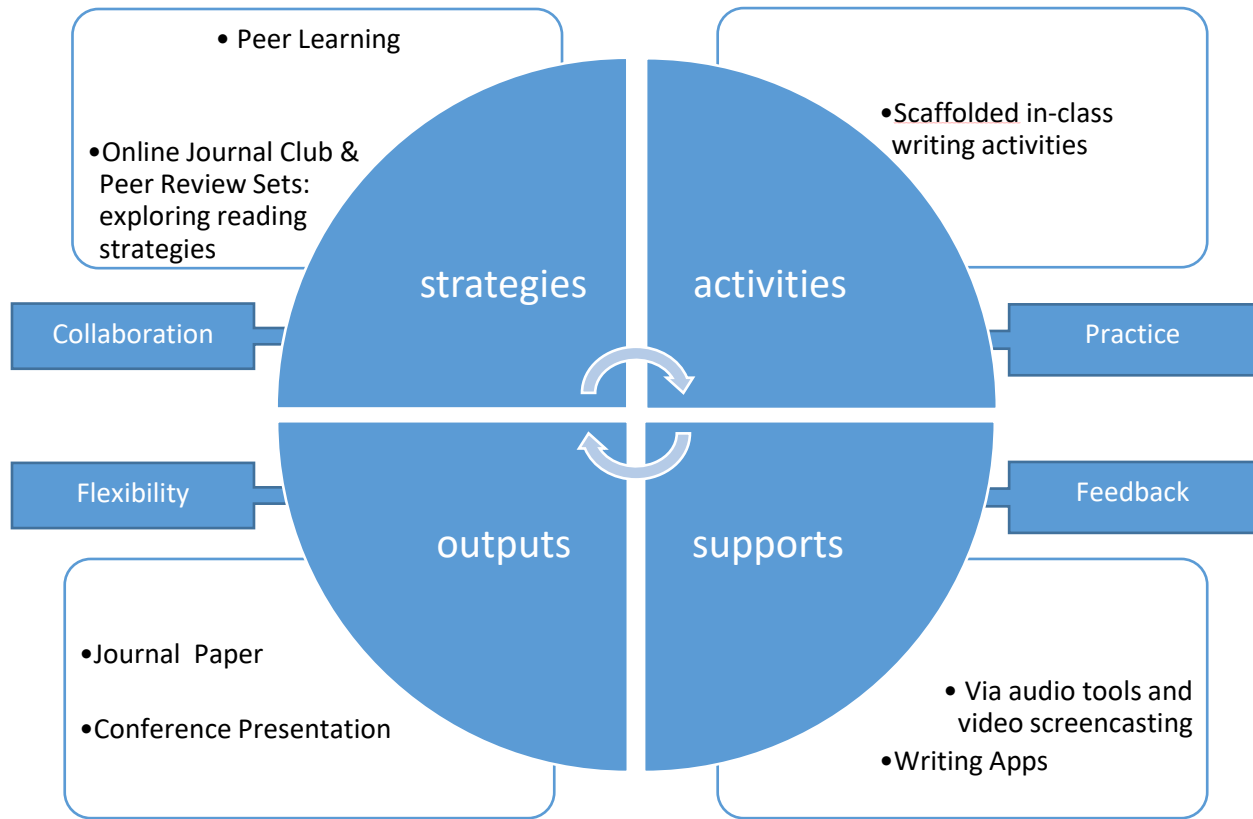 • Peer Learning
•Online Journal Club &
Peer Review Sets:
exploring reading
strategies
•Scaffolded in-class
writing activities
strategies
activities
Collaboration
Practice
Flexibility
Feedback
outputs
supports
•Journal Paper
•Conference Presentation
• Via audio tools and
video screencasting
•Writing Apps